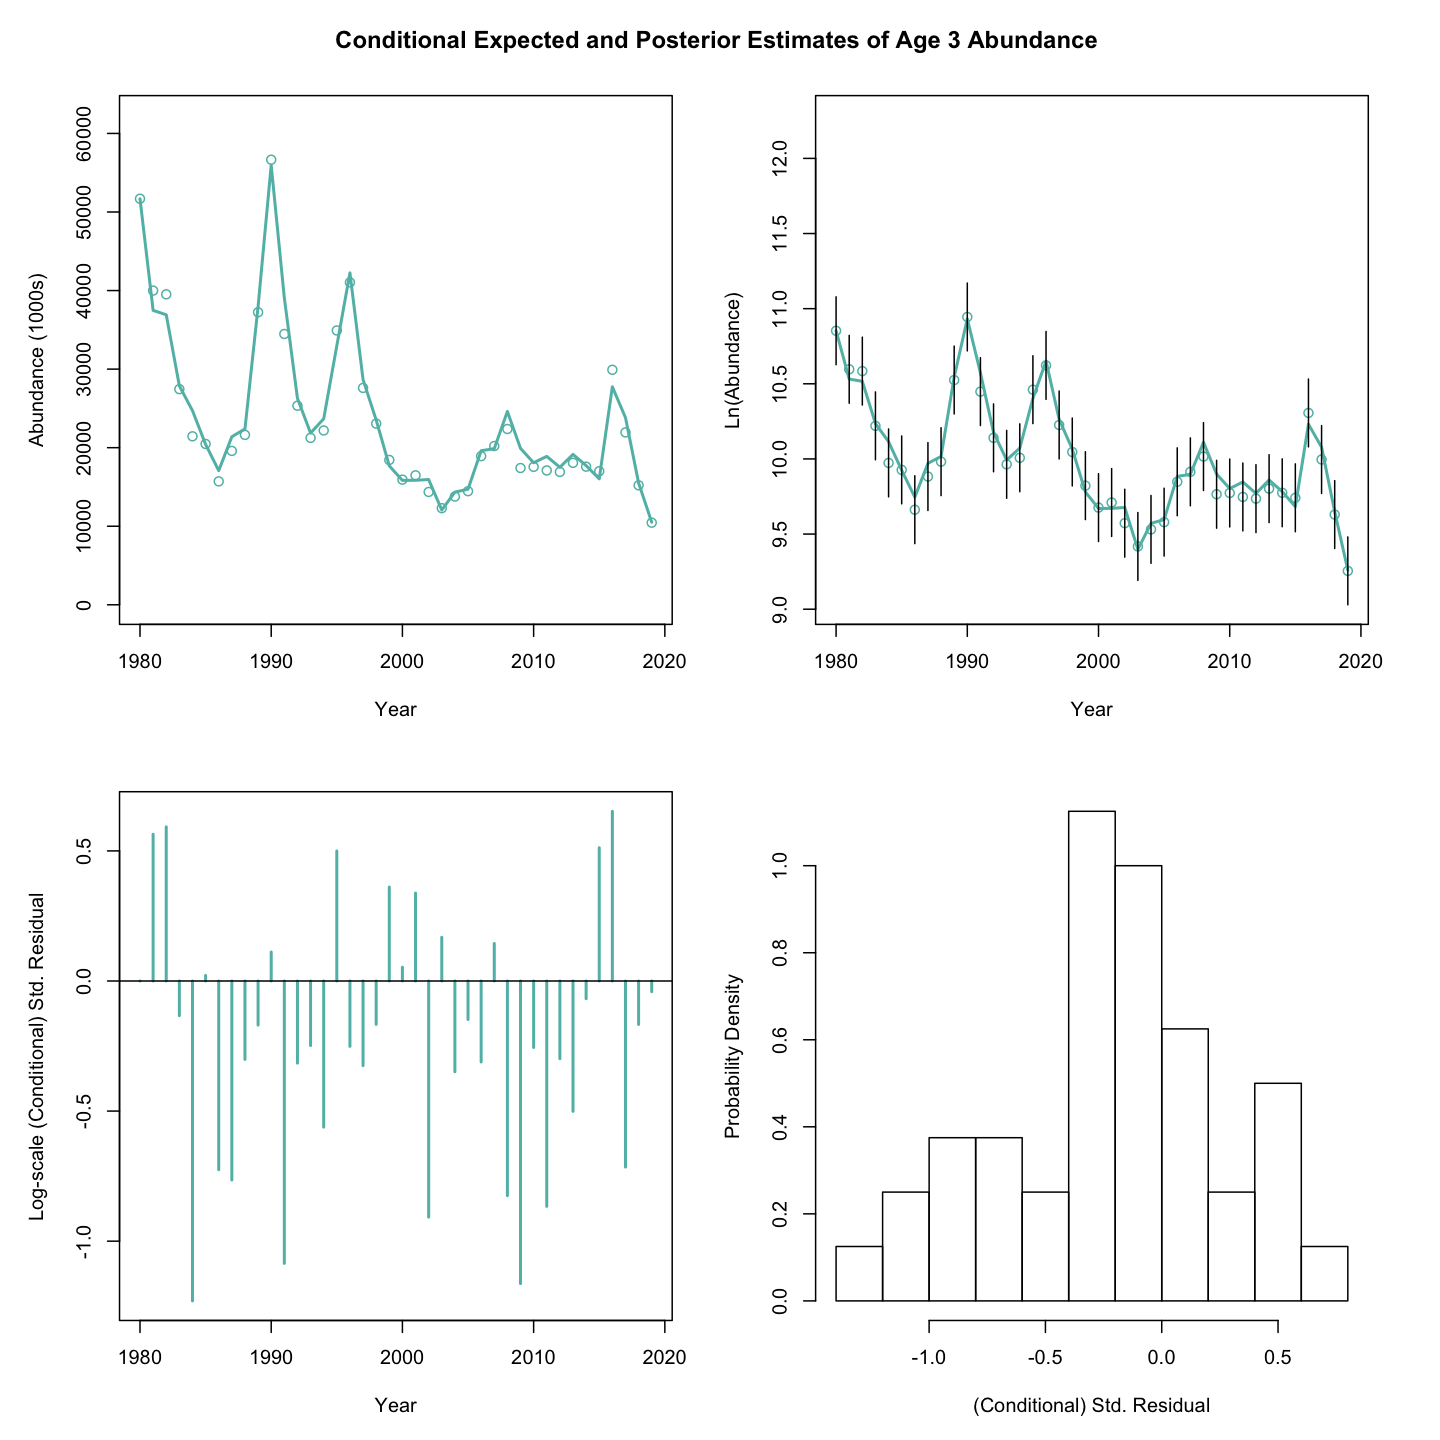 Conditional Expected and Posterior Estimates of Age 3 Abundance
Abundance (1000s)
60000
50000
40000
30000
20000
10000
0
1980 1990 2000 2010 2020
Year
Ln(Abundance)
12.0
11.5
11.0
10.5
10.0
9.5
9.0
1980 1990 2000 2010 2020
Year
Log-scale (Conditional) Std. Residual
0.5
0.0
-0.5
-1.0
1980 1990 2000 2010 2020
Year
Probability Density
1.0
0.8
0.6
0.4
0.2
0.0
-1.0 -0.5 0.0 0.5
(Conditional) Std. Residual